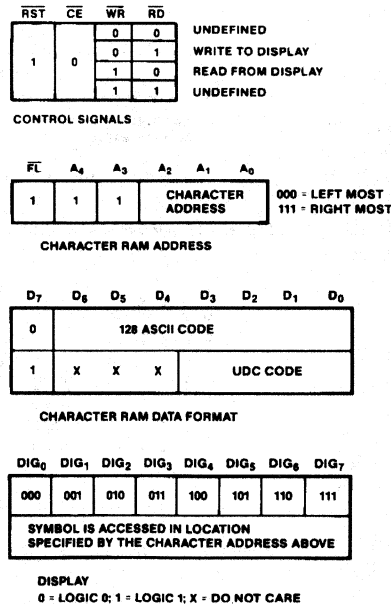 RST CE WR RD
0 0 UNDEFINED
0 1 WRITE TO DISPLAY
1 0
1 0 READ FROM DISPLAY
1 1 UNDEFINED
CONTROL SIGNALS
FL A4 A3 A2 A1 A0
1 1 1 CHARACTER ADDRESS
000 = LEFT MOST
111 = RIGHT MOST
CHARACTER RAM ADDRESS
D7 D6 D5 D4 D3 D2 D1 D0
0 128 ASCII CODE
1 X X X UDC CODE
CHARACTER RAM DATA FORMAT
DIG0 DIG1 DIG2 DIG3 DIG4 DIG5 DIG6 DIG7
000 001 010 011 100 101 110 111
SYMBOL IS ACCESSED IN LOCATION
SPECIFIED BY THE CHARACTER ADDRESS ABOVE
DISPLAY
0 = LOGIC 0; 1 = LOGIC 1; X = DO NOT CARE